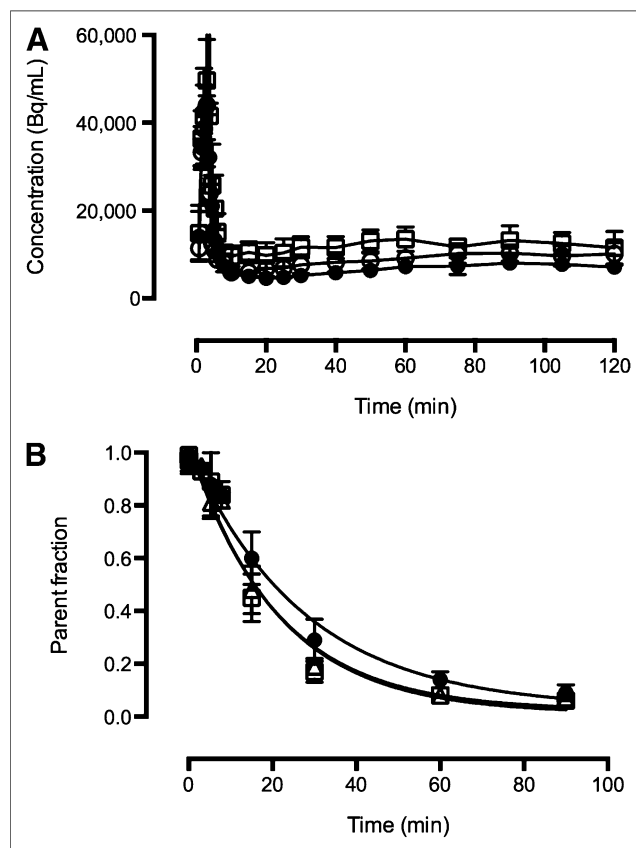 A
60,000
40,000
20,000
0
Concentration (Bq/mL)
0 20 40 60 80 100 120
Time (min)
B
1.0
0.8
0.6
0.4
0.2
0.0
Parent fraction
0 20 40 60 80 100
Time (min)